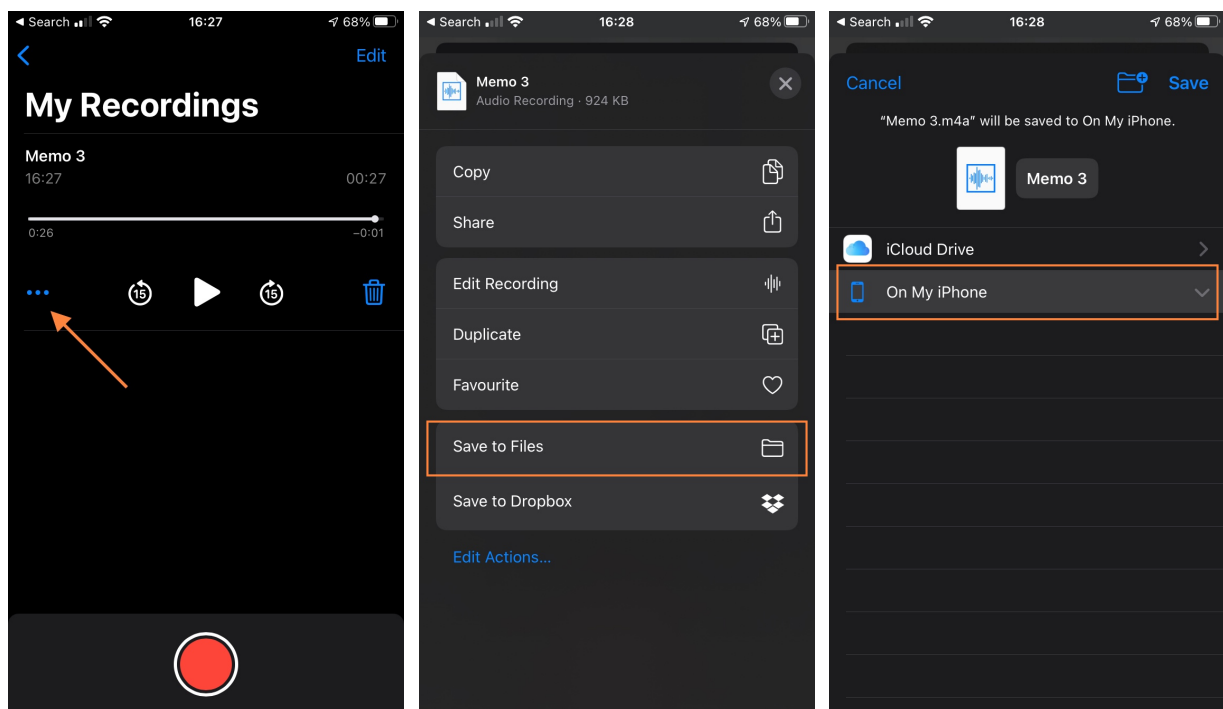 Search
16:27
68%
Edit
My Recordings
Memo 3
16:27
00:27
0:26
−0:01
15
15
Search
16:28
68%
Memo 3
Audio Recording · 924 KB
Copy
Share
Edit Recording
Duplicate
Favourite
Save to Files
Save to Dropbox
Edit Actions...
Search
16:28
68%
Cancel
Save
“Memo 3.m4a” will be saved to On My iPhone.
Memo 3
iCloud Drive
On My iPhone